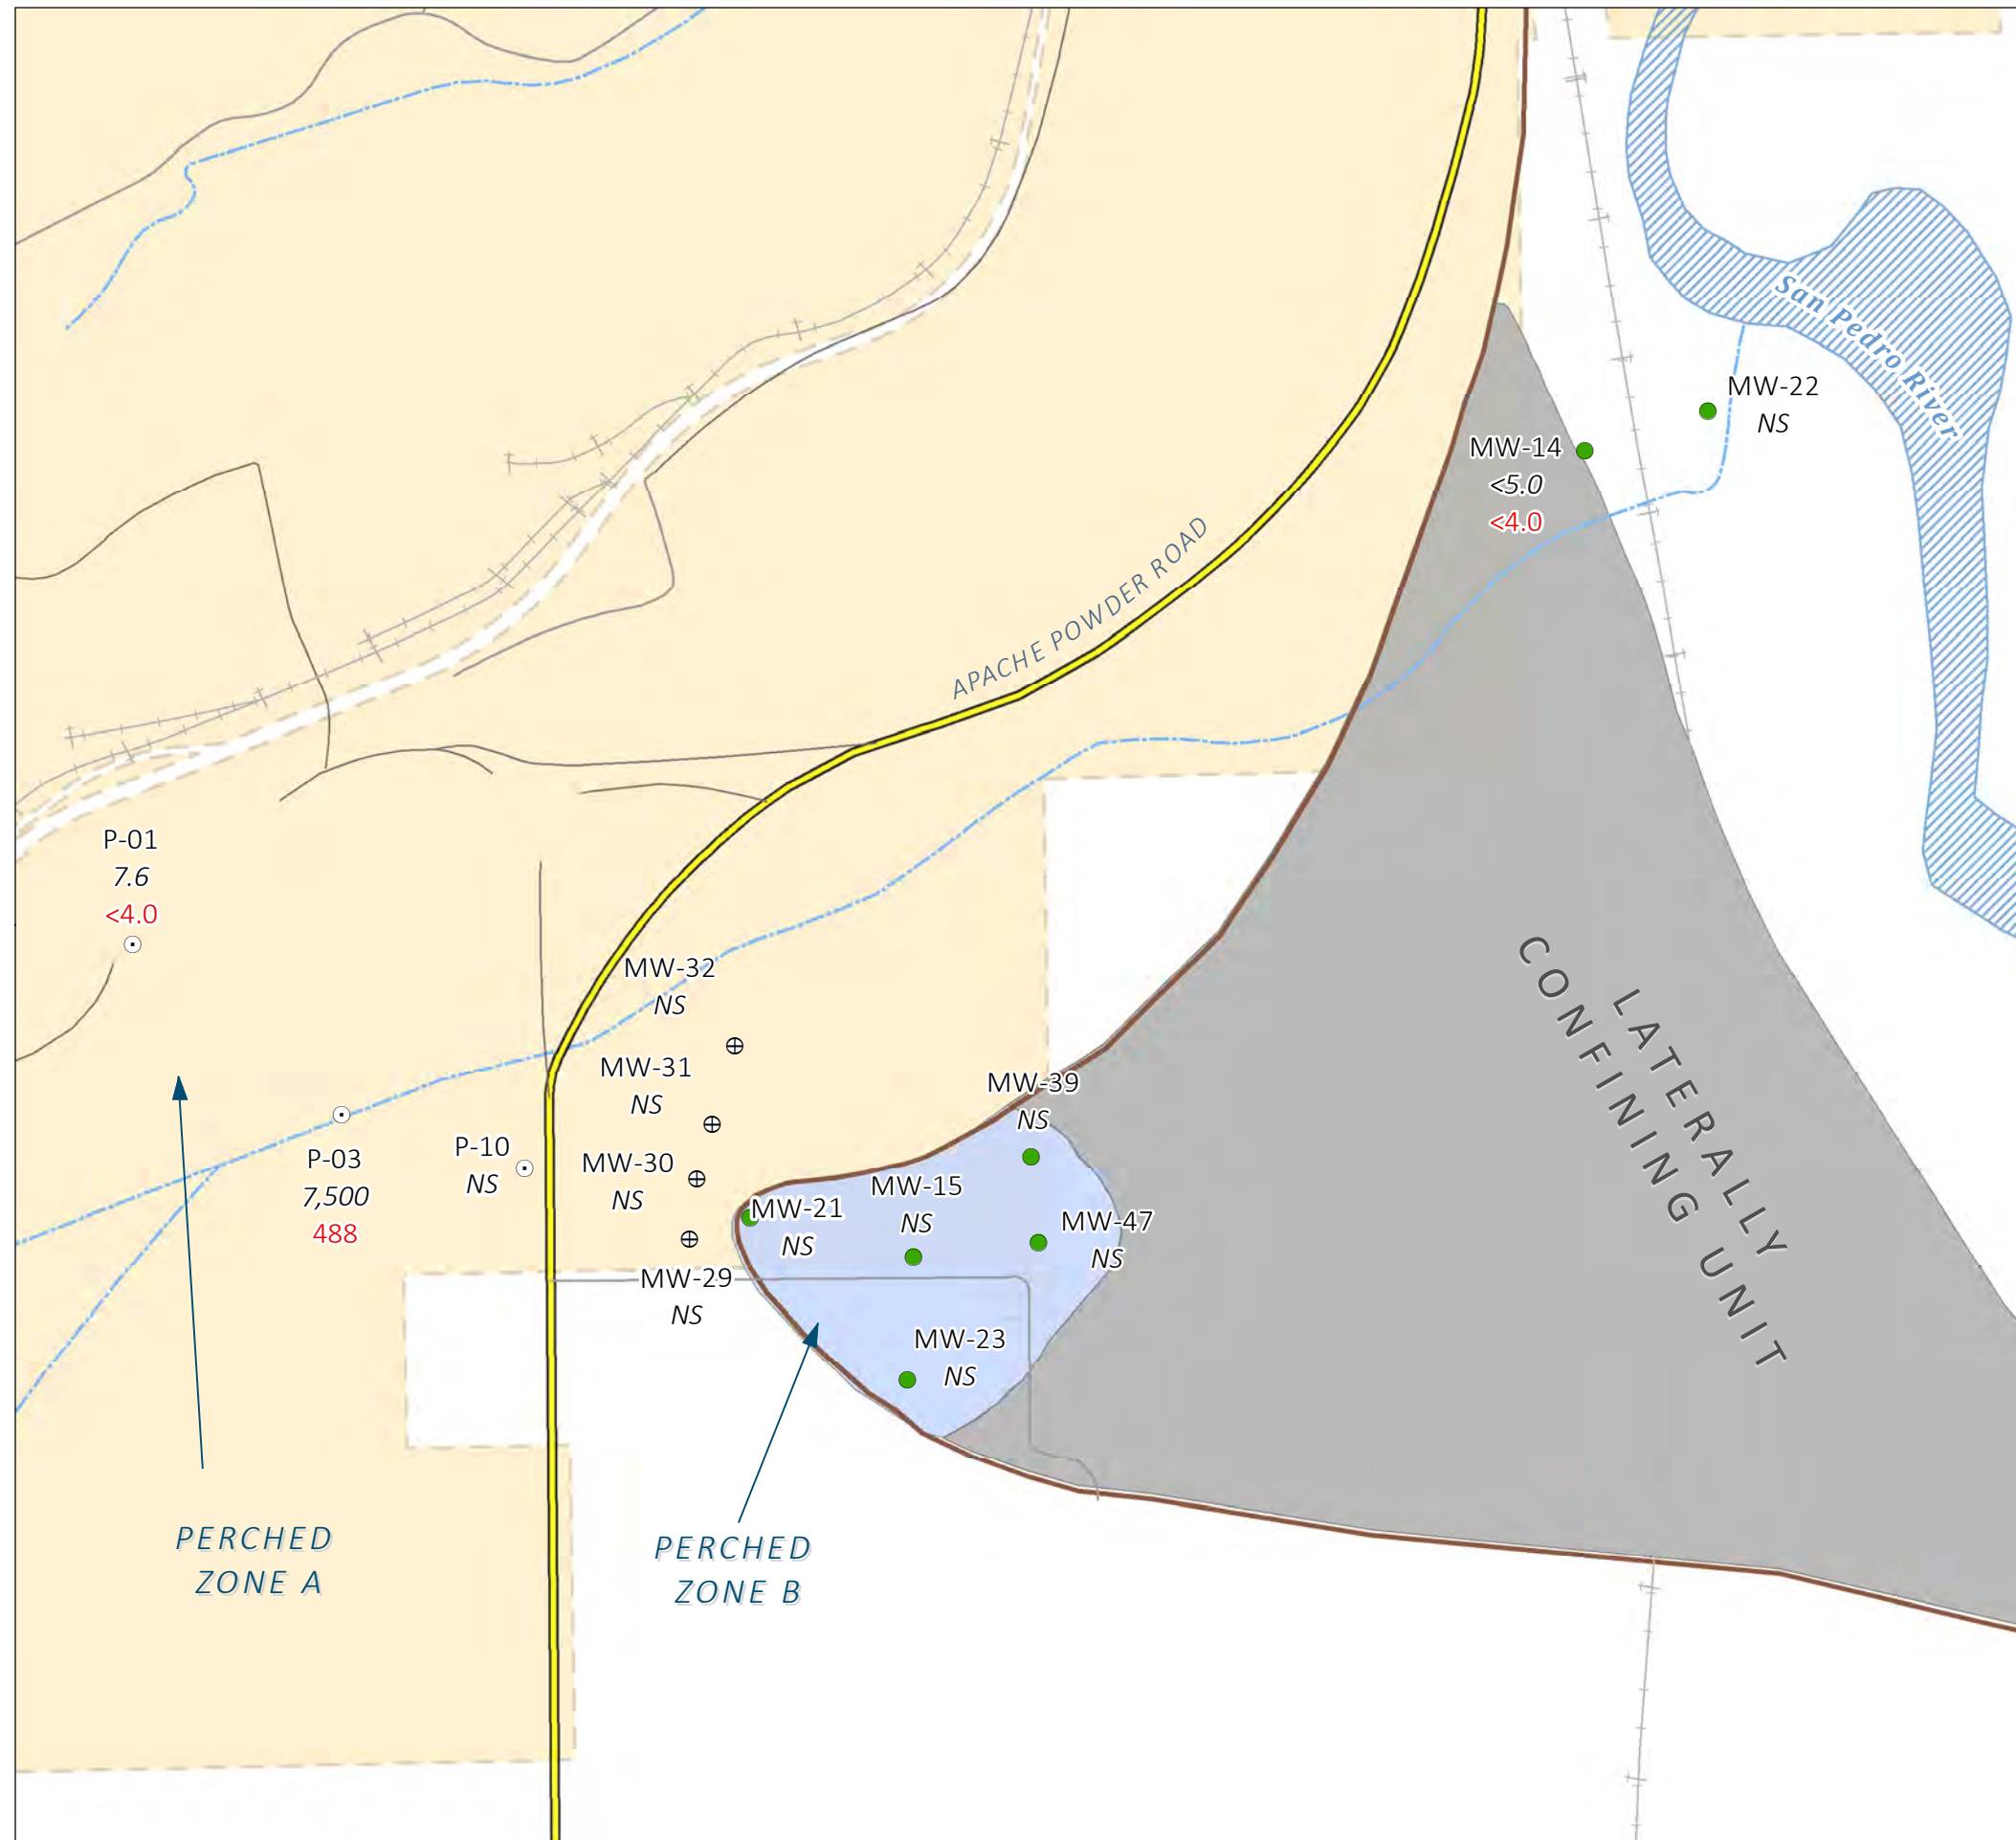 San Pedro River
MW-22
NS
MW-14
<5.0
<4.0
APACHE POWDER ROAD
P-01
7.6
<4.0
MW-32
NS
MW-31
NS
MW-39
NS
P-03
7,500
488
P-10
NS
MW-30
NS
MW-15
NS
MW-21
NS
MW-47
NS
MW-29
NS
MW-23
NS
LATERALLY
CONFINING UNIT
PERCHED
ZONE A
PERCHED
ZONE B